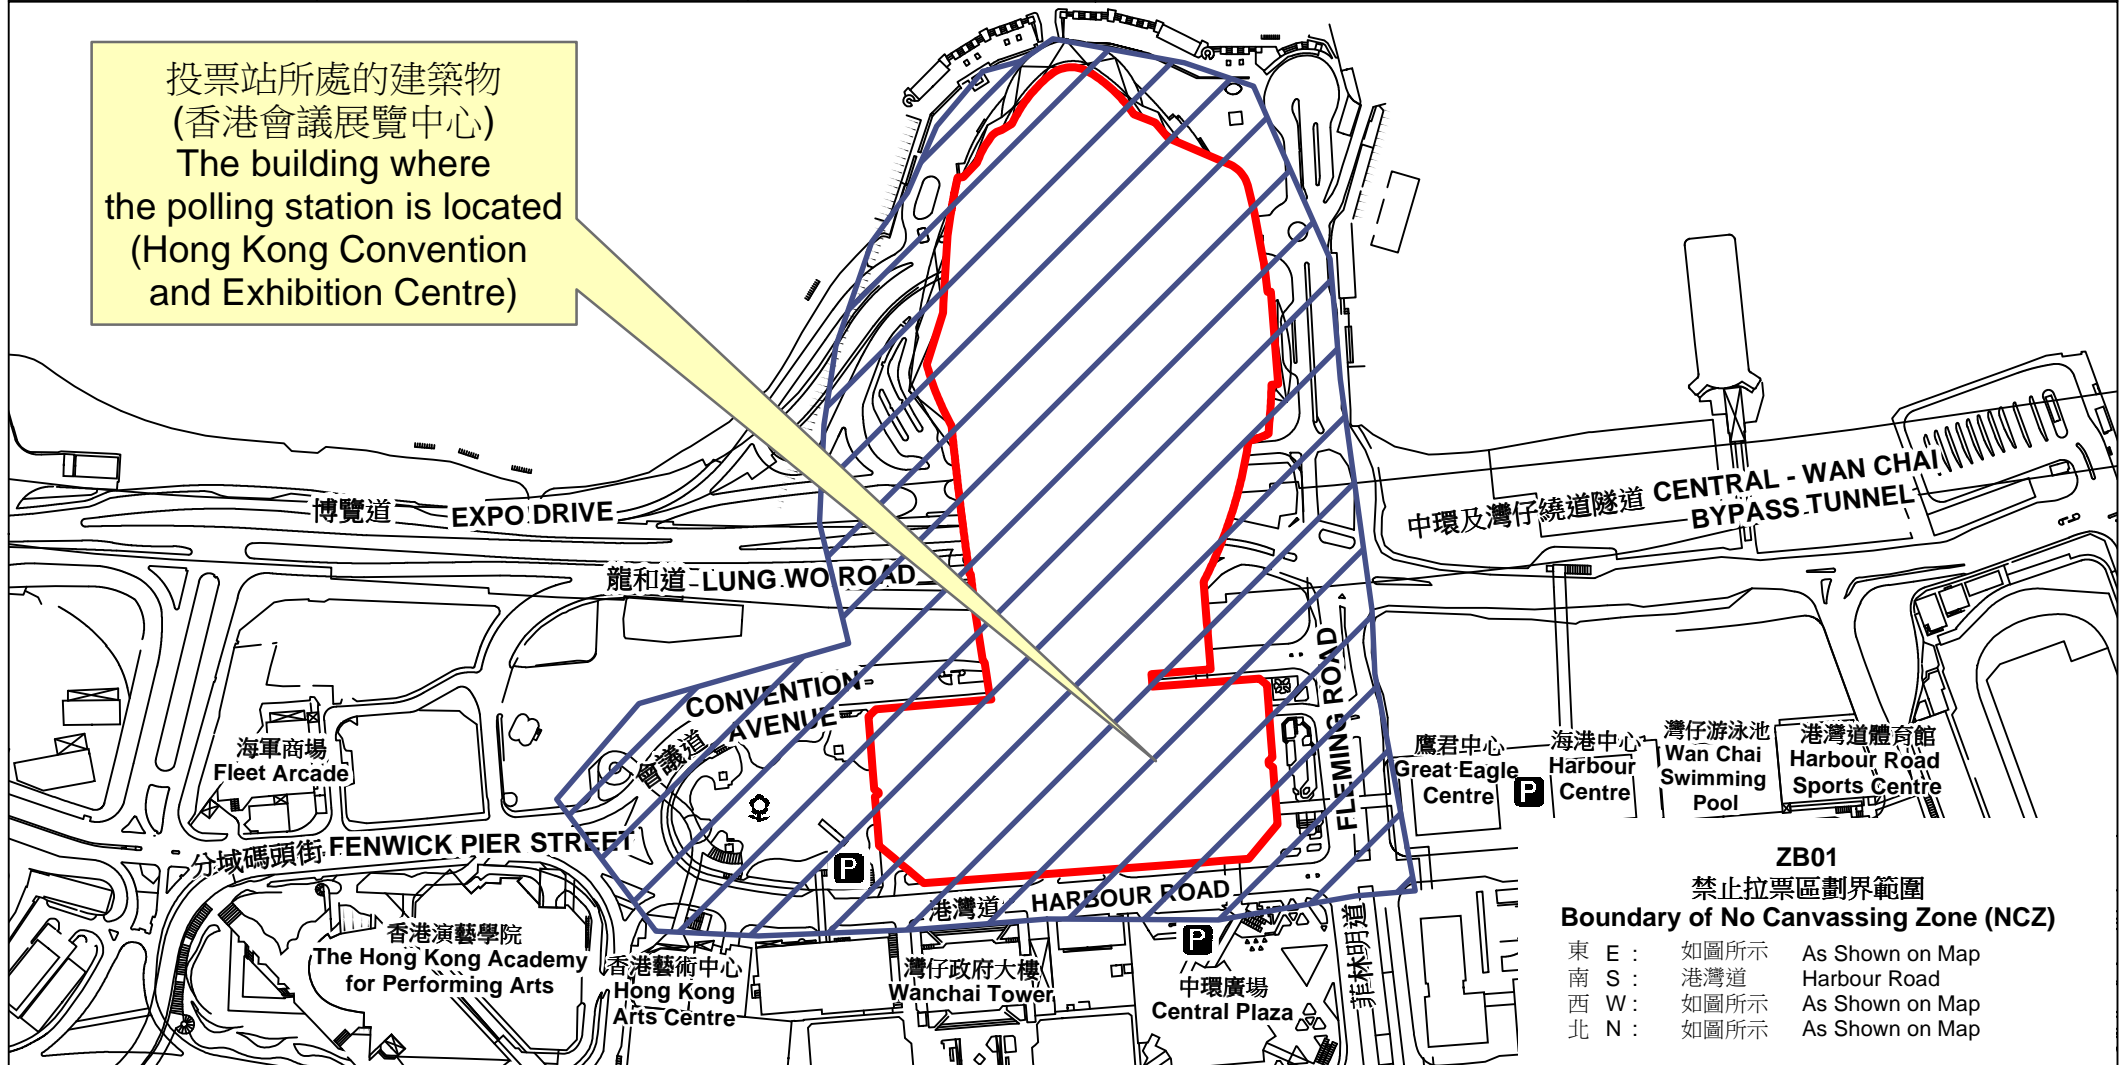 投票站所處的建築物
(香港會議展覽中心)
The building where
the polling station is located
(Hong Kong Convention
and Exhibition Centre)
博覽道 EXPO DRIVE
龍和道 LUNG WO ROAD
中環及灣仔繞道隧道 CENTRAL - WAN CHAI
BYPASS TUNNEL
CONVENTION
AVENUE
會議道
FLEMING ROAD
菲林明道
海軍商場
Fleet Arcade
分域碼頭街 FENWICK PIER STREET
P
港灣道 HARBOUR ROAD
鷹君中心
Great Eagle
Centre
P
海港中心
Harbour
Centre
灣仔游泳池
Wan Chai
Swimming
Pool
港灣道體育館
Harbour Road
Sports Centre
香港演藝學院
The Hong Kong Academy
for Performing Arts
香港藝術中心
Hong Kong
Arts Centre
灣仔政府大樓
Wanchai Tower
P
中環廣場
Central Plaza
ZB01
禁止拉票區劃界範圍
Boundary of No Canvassing Zone (NCZ)
東 E : 如圖所示 As Shown on Map
南 S : 港灣道 Harbour Road
西 W : 如圖所示 As Shown on Map
北 N : 如圖所示 As Shown on Map